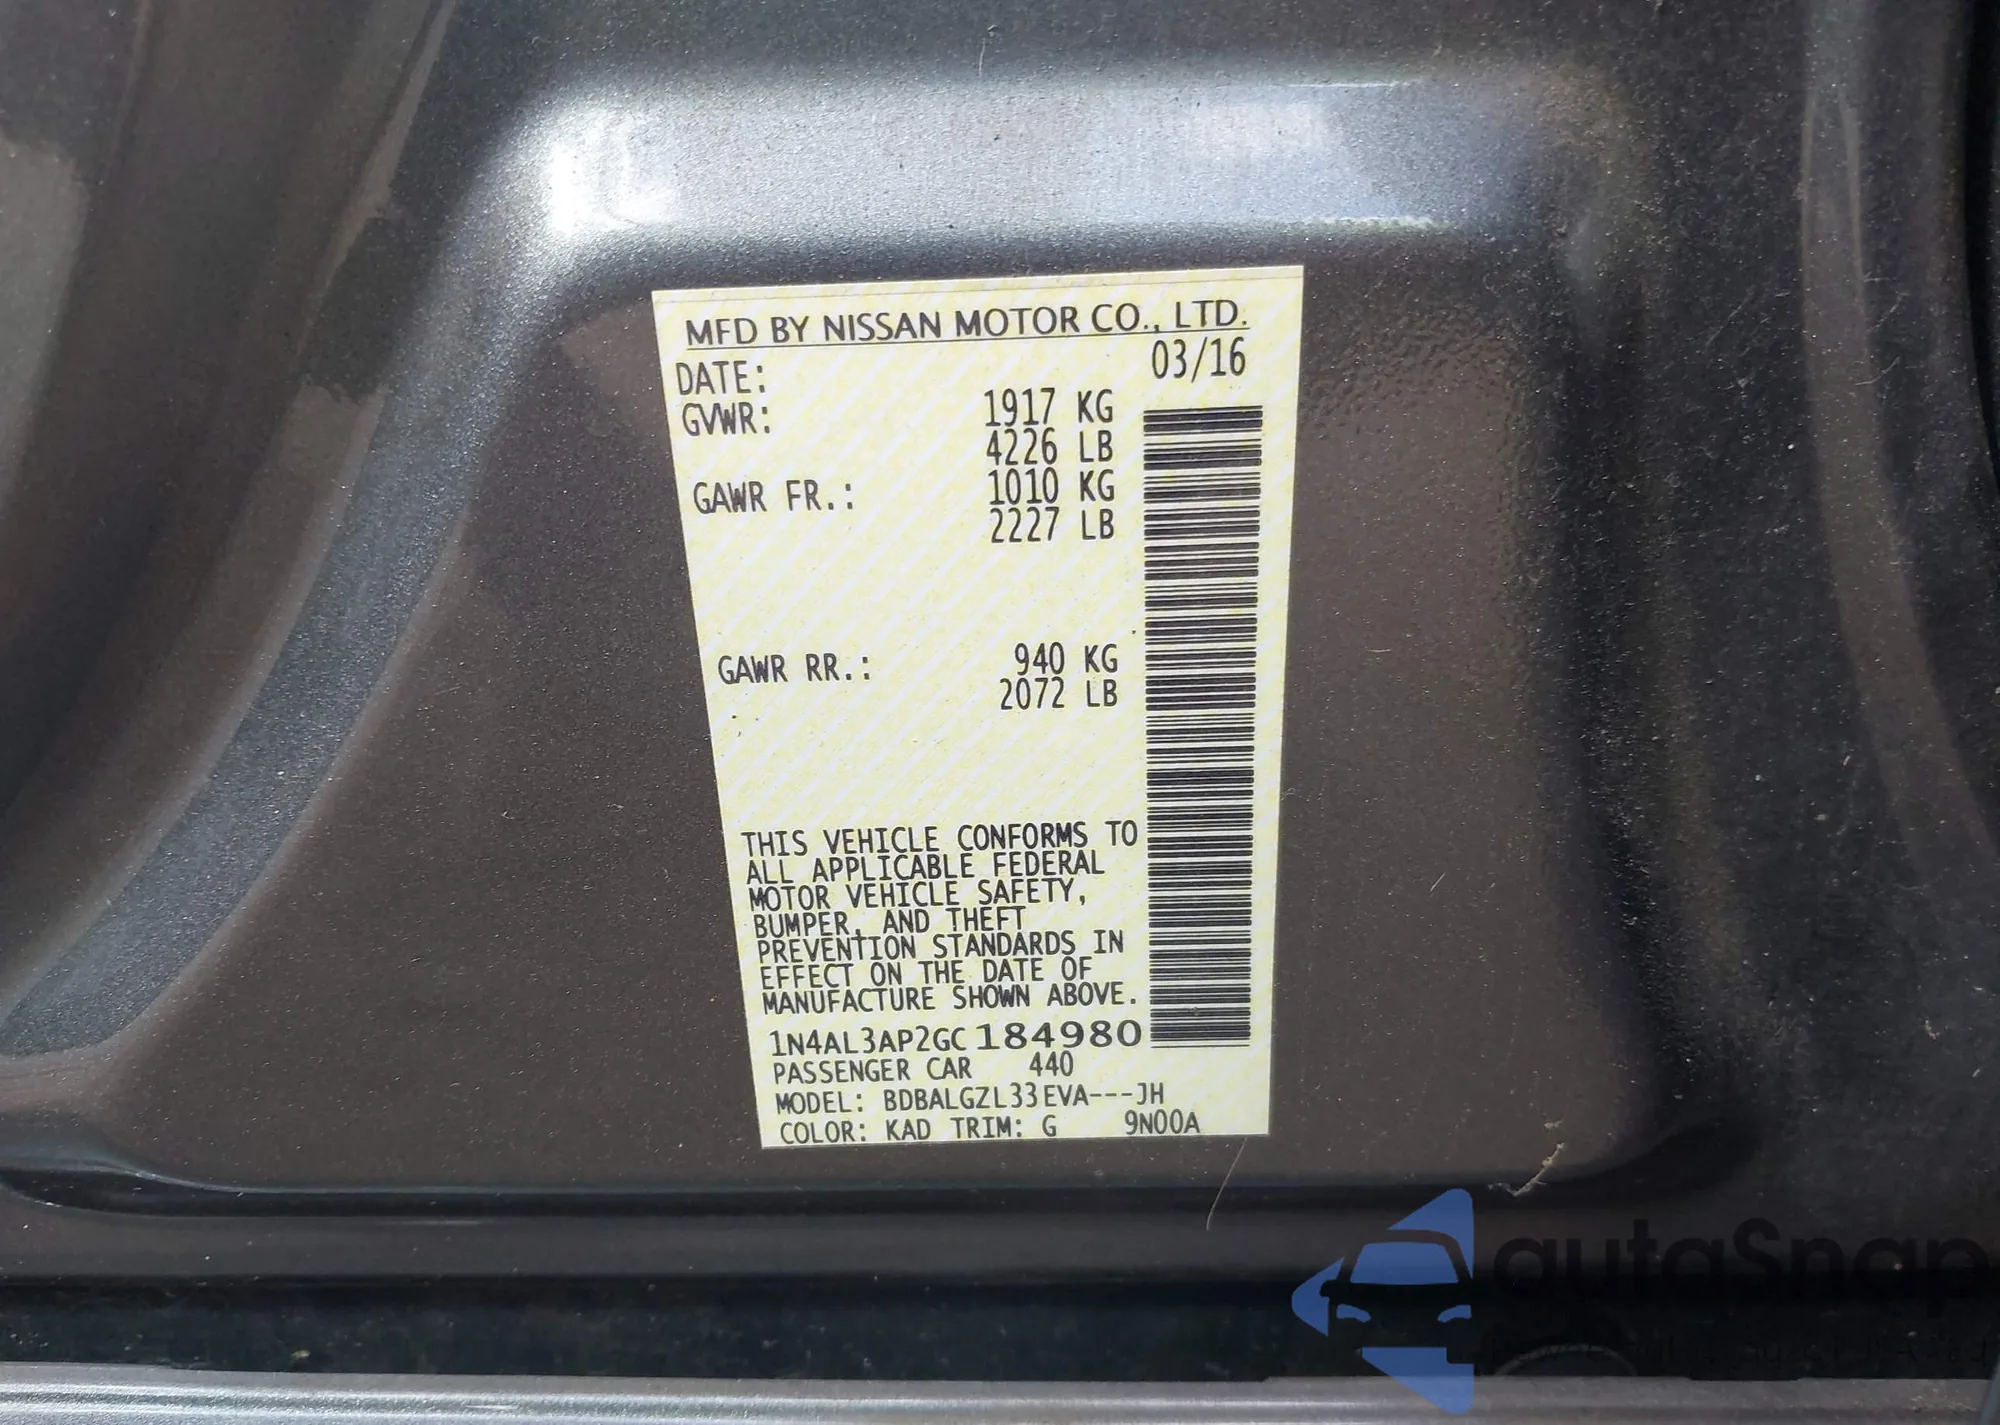 MFD BY NISSAN MOTOR CO., LTD.
DATE: 03/16
GVWR: 1917 KG
4226 LB
GAWR FR.: 1010 KG
2227 LB
GAWR RR.: 940 KG
2072 LB
THIS VEHICLE CONFORMS TO
ALL APPLICABLE FEDERAL
MOTOR VEHICLE SAFETY,
BUMPER, AND THEFT
PREVENTION STANDARDS IN
EFFECT ON THE DATE OF
MANUFACTURE SHOWN ABOVE.
1N4AL3AP2GC184980
PASSENGER CAR 440
MODEL: BDBALGZL33EVA---JH
COLOR: KAD TRIM: G 9N00A
autaSnap